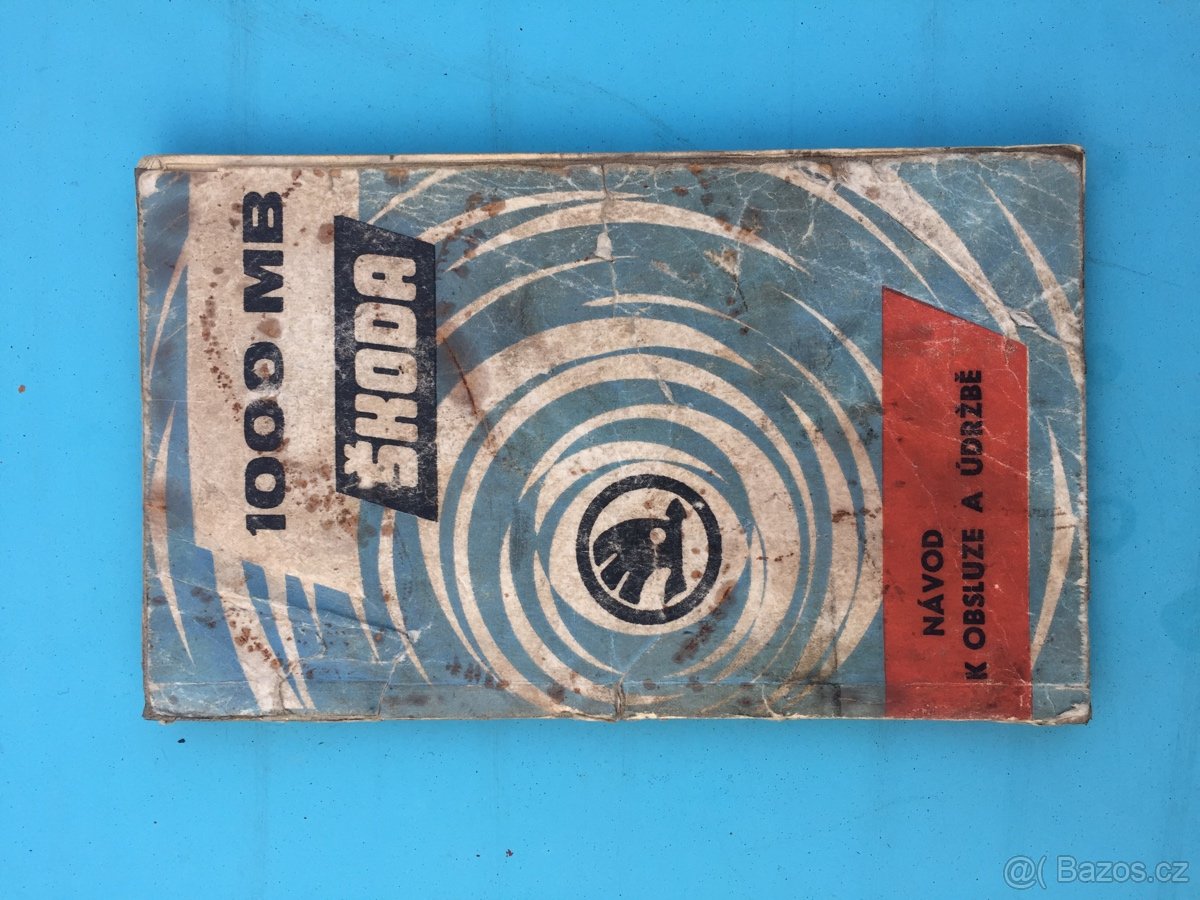 1000 MB
ŠKODA
NÁVOD
K OBSLUZE A ÚDRŽBĚ
@( Bazos.cz